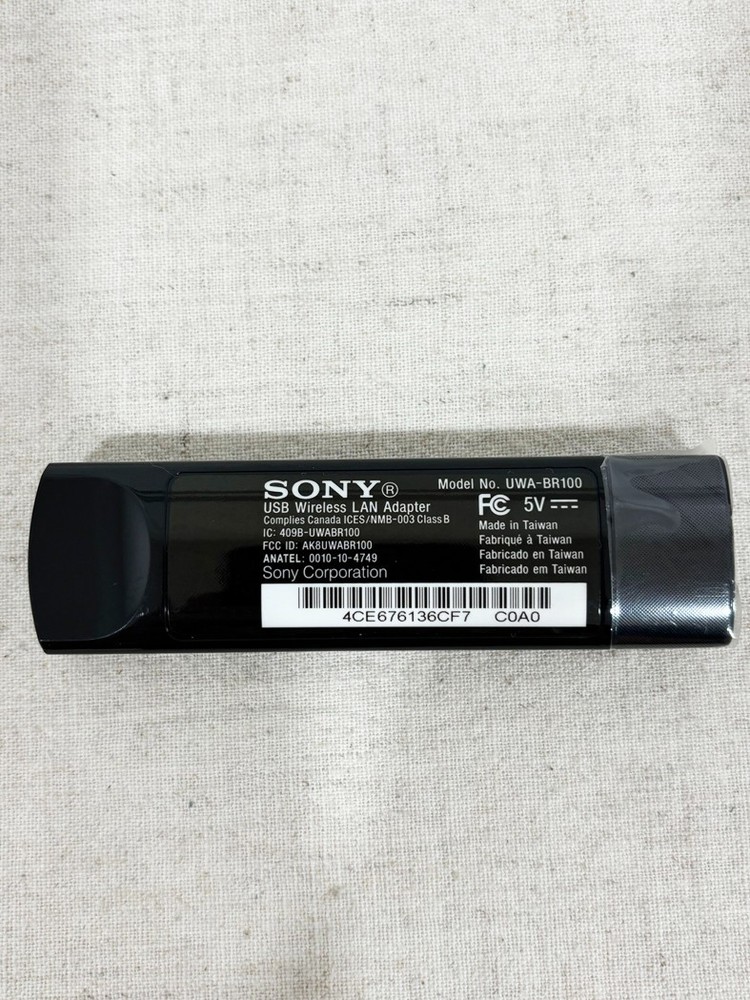 SONY®
USB Wireless LAN Adapter
Complies Canada ICES/NMB-003 Class B
IC: 409B-UWABR100
FCC ID: AK8UWABR100
ANATEL: 0010-10-4749
Sony Corporation
Model No. UWA-BR100
FC 5V
Made in Taiwan
Fabriqué à Taiwan
Fabricado en Taiwan
Fabricado em Taiwan
4CE676136CF7 C0A0